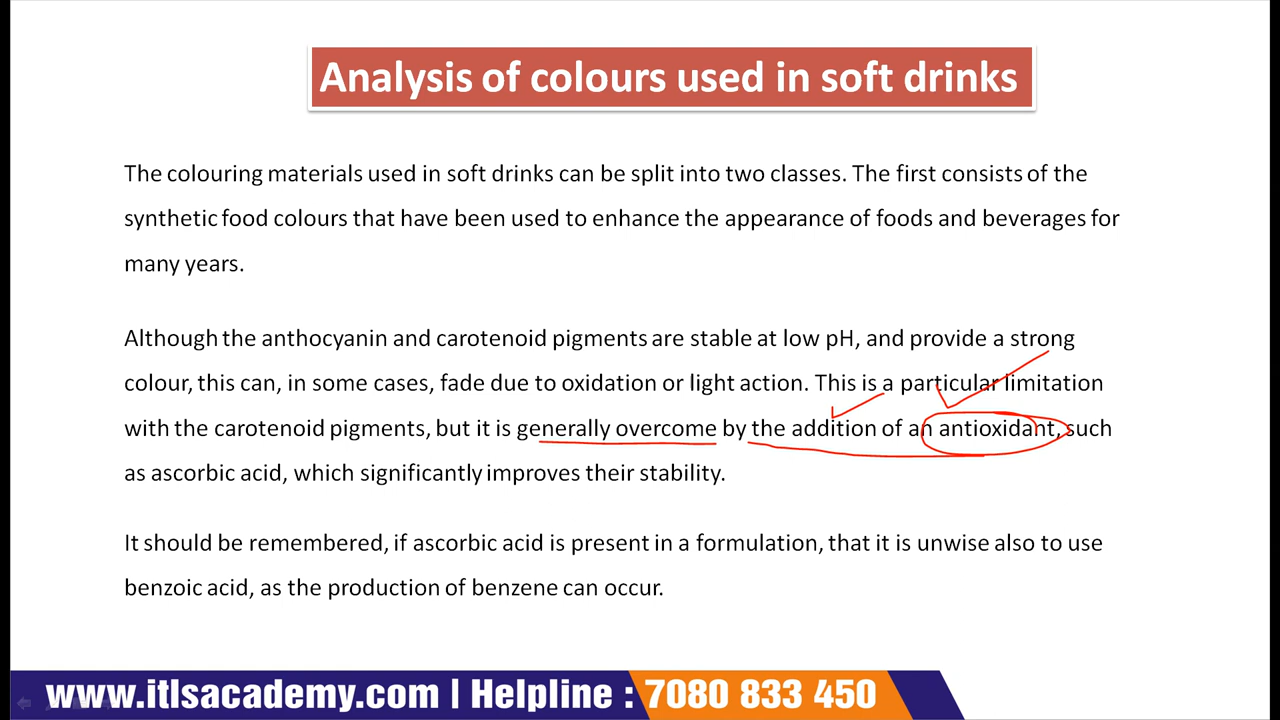 Analysis of colours used in soft drinks
The colouring materials used in soft drinks can be split into two classes. The first consists of the
synthetic food colours that have been used to enhance the appearance of foods and beverages for
many years.
Although the anthocyanin and carotenoid pigments are stable at low pH, and provide a strong
colour, this can, in some cases, fade due to oxidation or light action. This is a particular limitation
with the carotenoid pigments, but it is generally overcome by the addition of an antioxidant, such
as ascorbic acid, which significantly improves their stability.
It should be remembered, if ascorbic acid is present in a formulation, that it is unwise also to use
benzoic acid, as the production of benzene can occur.
www.itlsacademy.com | Helpline : 7080 833 450